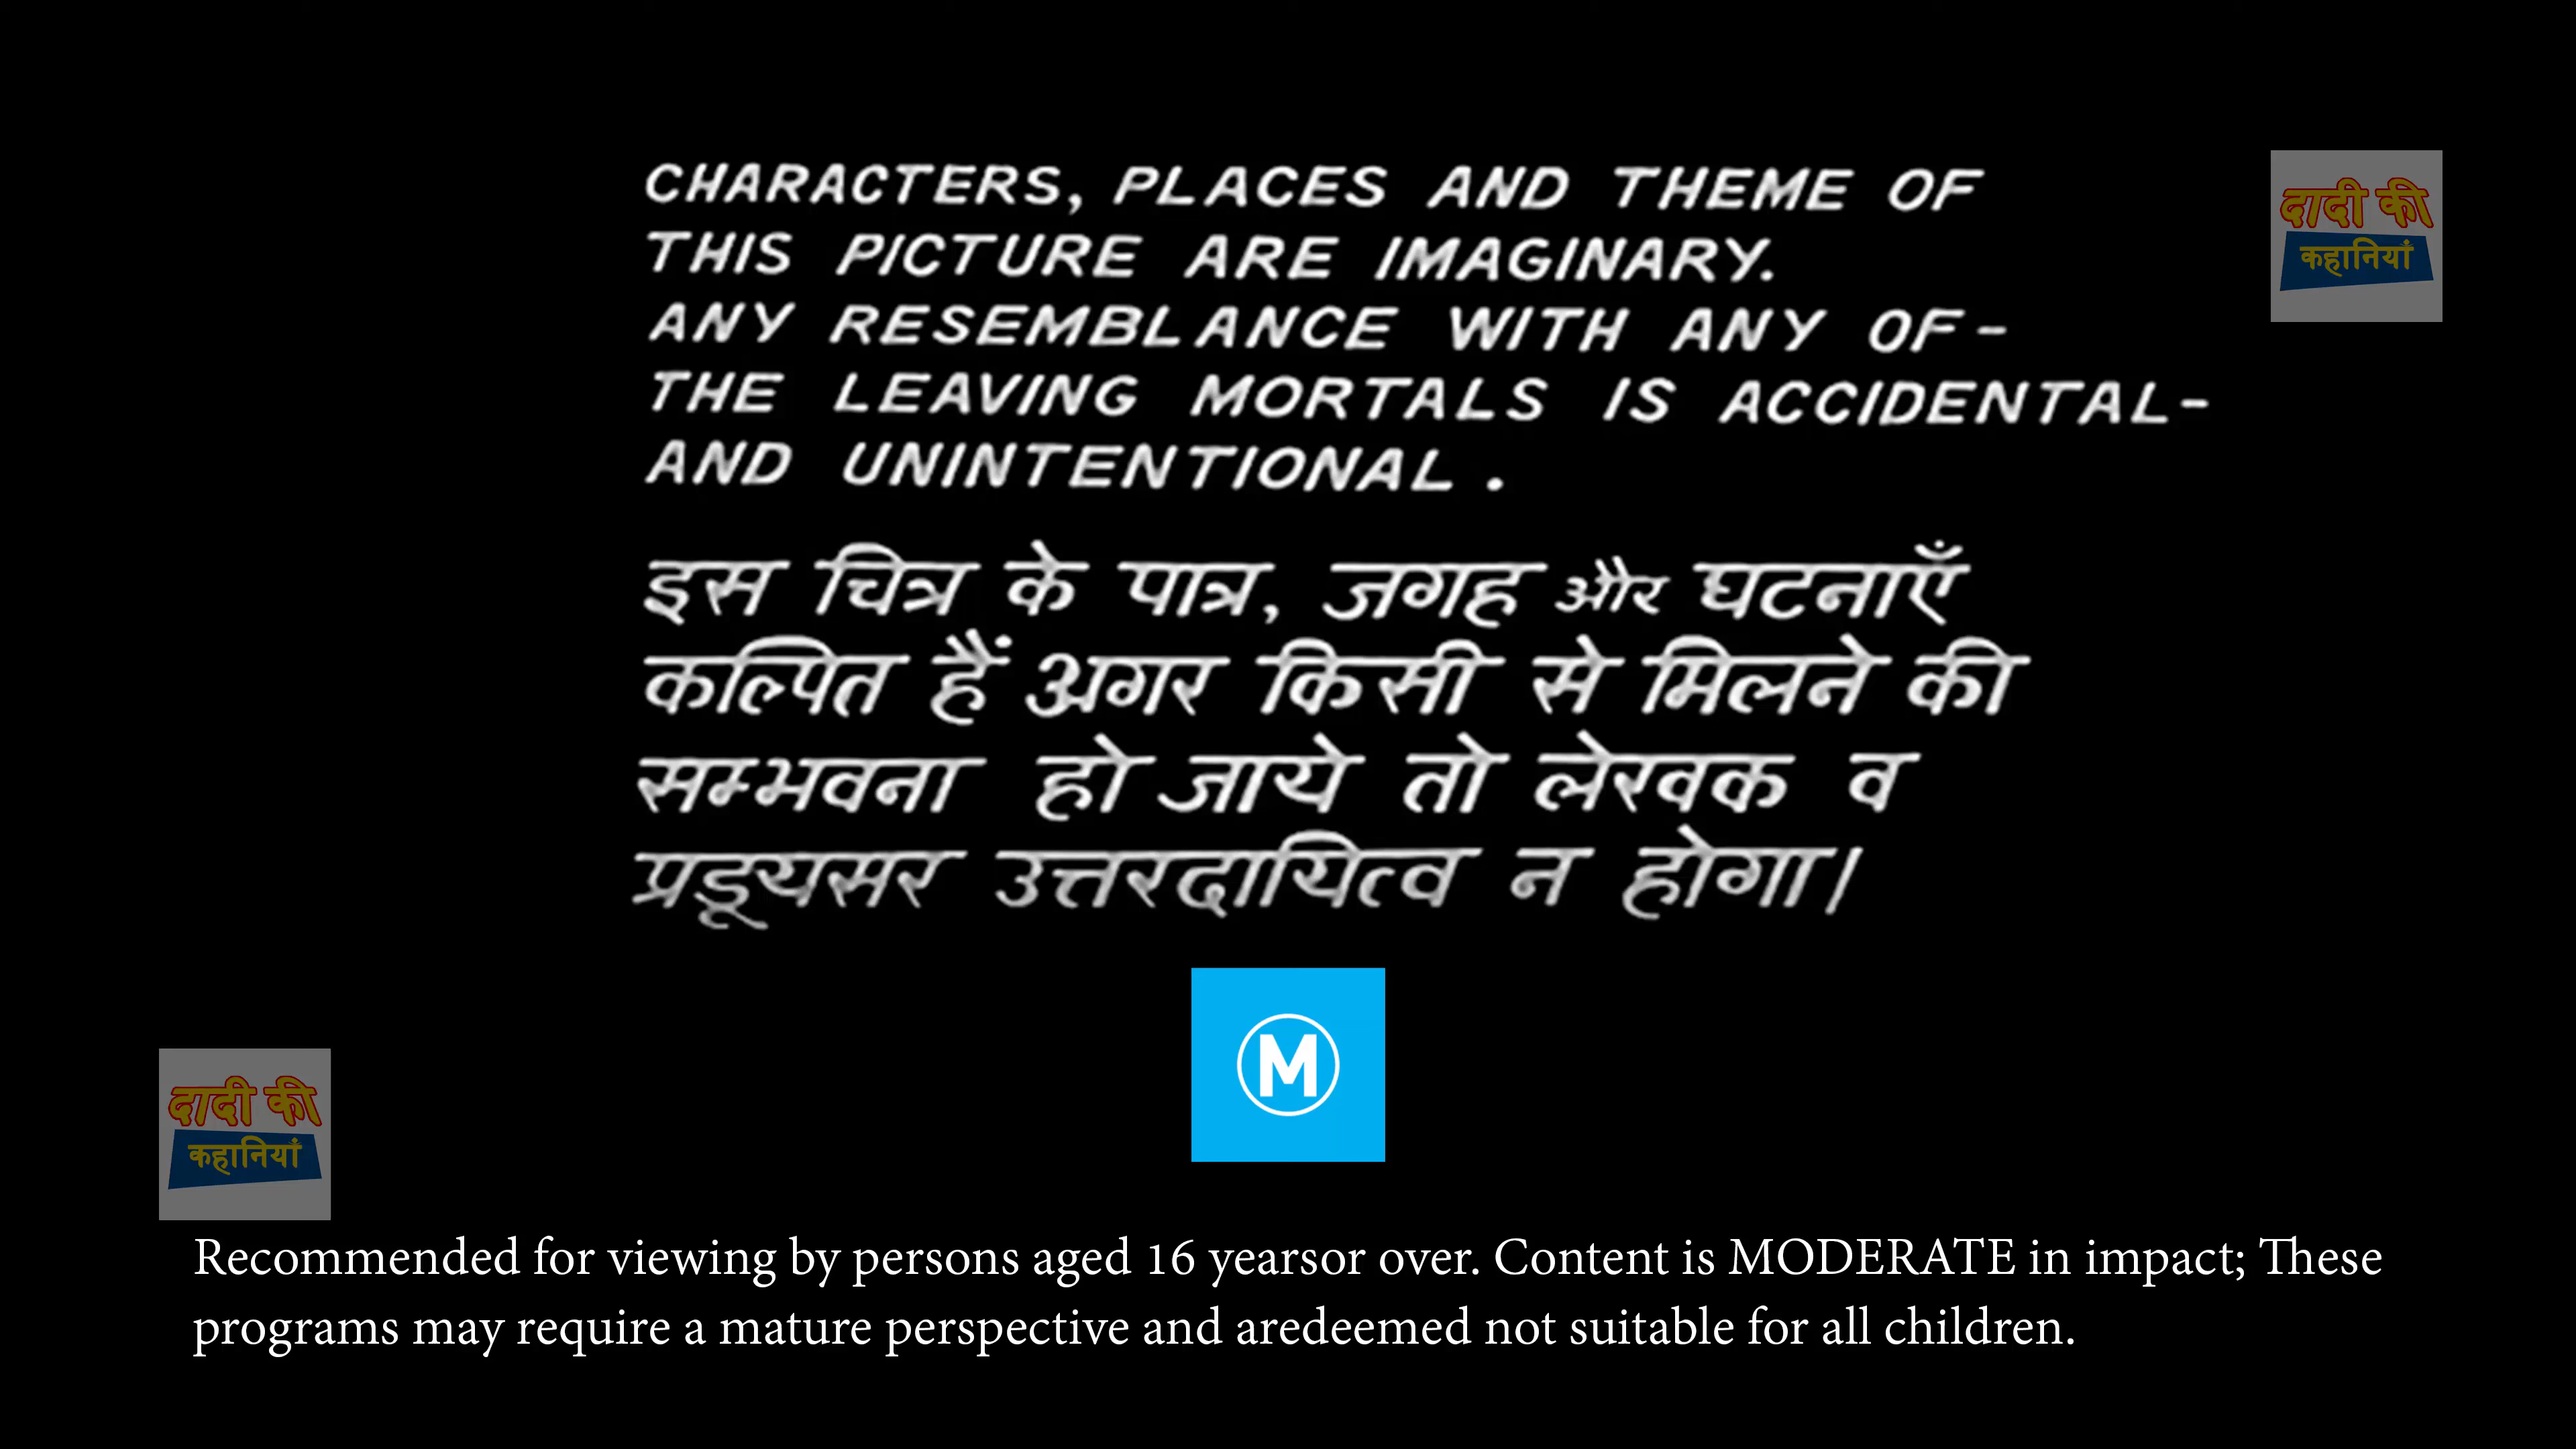 CHARACTERS, PLACES AND THEME OF
THIS PICTURE ARE IMAGINARY.
ANY RESEMBLANCE WITH ANY OF-
THE LEAVING MORTALS IS ACCIDENTAL-
AND UNINTENTIONAL.
दादी की
कहानियां
इस चित्र के पात्र, जगह और घटनाएँ
कल्पित हैं अगर किसी से मिलने की
सम्भवना हो जाये तो लेखक व
प्रडूयसर उत्तरदायित्व न होगा।
M
दादी की
कहानियां
Recommended for viewing by persons aged 16 yearsor over. Content is MODERATE in impact; These
programs may require a mature perspective and aredeemed not suitable for all children.